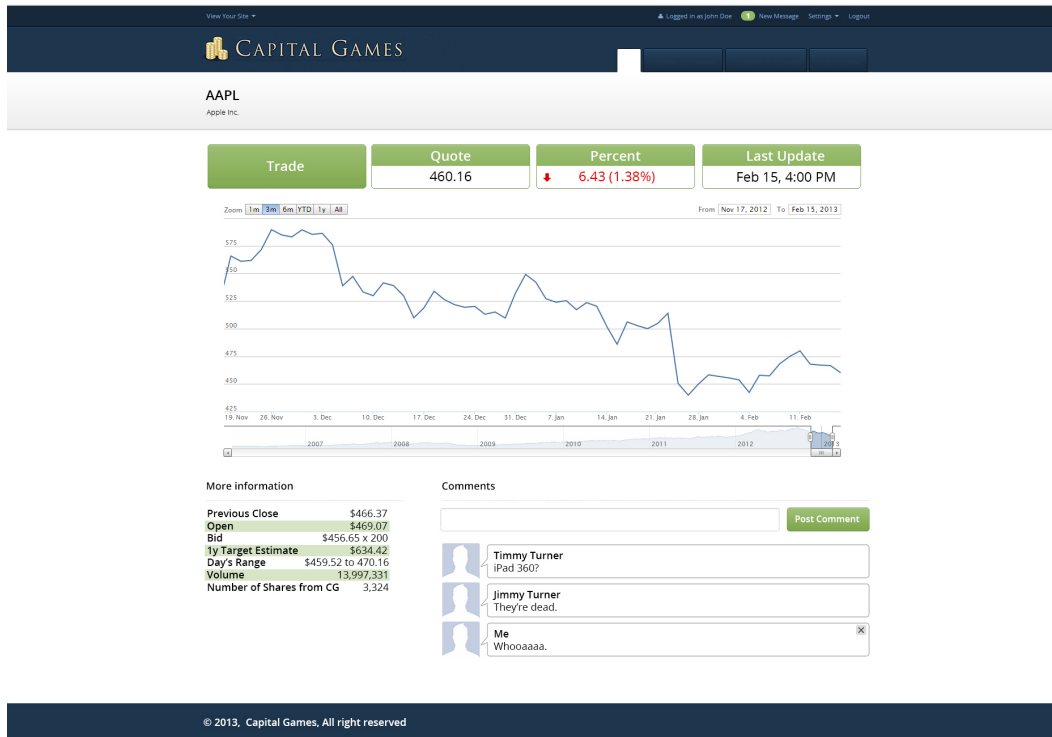 View Your Site
Logged in as John Doe 1 New Message Settings Logout
CAPITAL GAMES
AAPL
Apple Inc.
Trade
Quote
460.16
Percent
6.43 (1.38%)
Last Update
Feb 15, 4:00 PM
Zoom 1m 3m 6m YTD 1y All
From Nov 17, 2012 To Feb 15, 2013
575
550
525
500
475
450
425
19. Nov 26. Nov 3. Dec 10. Dec 17. Dec 24. Dec 31. Dec 7. Jan 14. Jan 21. Jan 28. Jan 4. Feb 11. Feb
2007 2008 2009 2010 2011 2012 2013
More information
Previous Close $466.37
Open $469.07
Bid $456.65 x 200
1y Target Estimate $634.42
Day's Range $459.52 to 470.16
Volume 13,997,331
Number of Shares from CG 3,324
Comments
Post Comment
Timmy Turner
iPad 360?
Jimmy Turner
They're dead.
Me
Whooaaaa.
© 2013, Capital Games, All right reserved